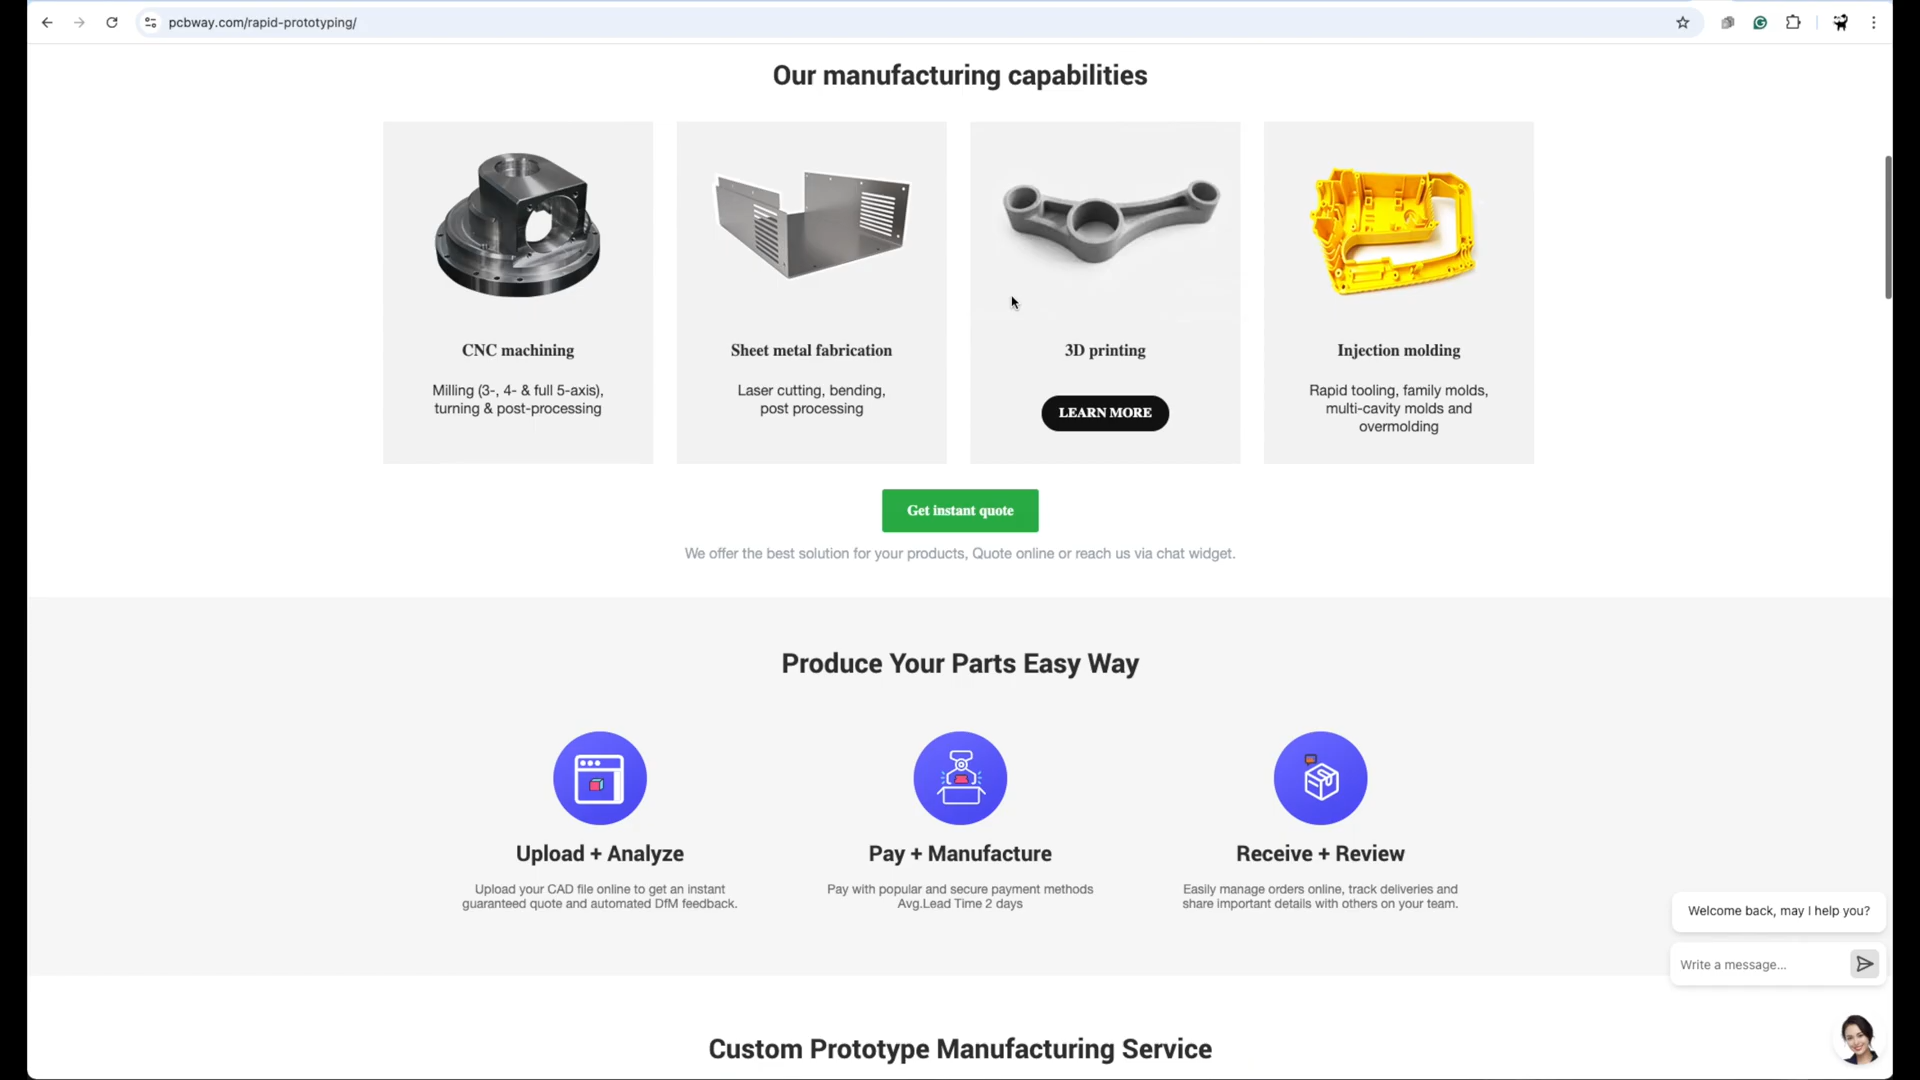 pcbway.com/rapid-prototyping/
Our manufacturing capabilities
CNC machining
Milling (3-, 4- & full 5-axis),
turning & post-processing
Sheet metal fabrication
Laser cutting, bending,
post processing
3D printing
LEARN MORE
Injection molding
Rapid tooling, family molds,
multi-cavity molds and
overmolding
Get instant quote
We offer the best solution for your products, Quote online or reach us via chat widget.
Produce Your Parts Easy Way
Upload + Analyze
Upload your CAD file online to get an instant
guaranteed quote and automated DfM feedback.
Pay + Manufacture
Pay with popular and secure payment methods
Avg.Lead Time 2 days
Receive + Review
Easily manage orders online, track deliveries and
share important details with others on your team.
Welcome back, may I help you?
Write a message...
Custom Prototype Manufacturing Service